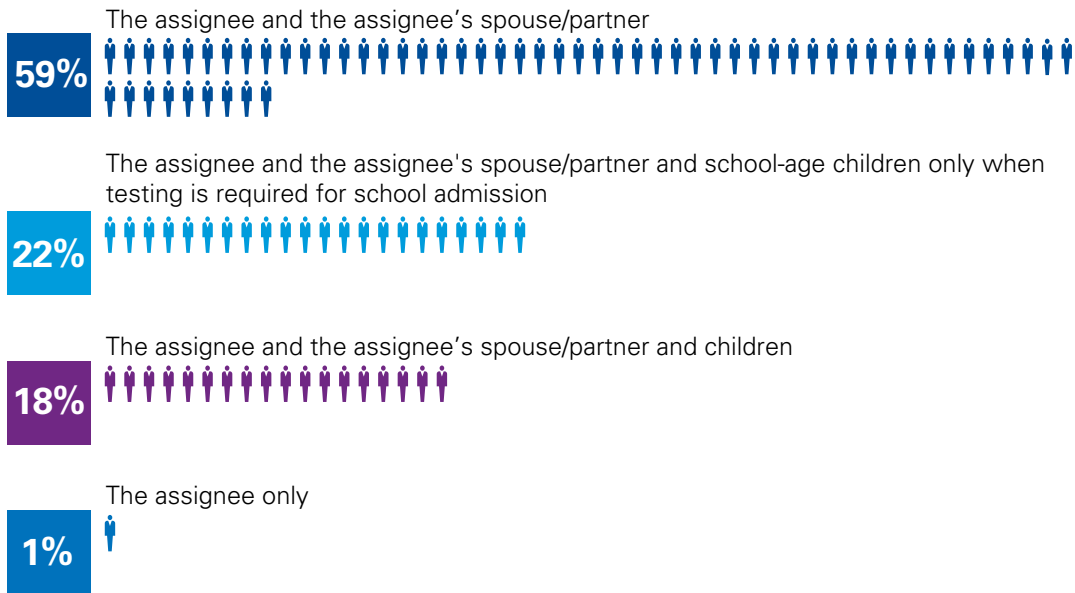 The assignee and the assignee’s spouse/partner
59%
The assignee and the assignee's spouse/partner and school-age children only when
testing is required for school admission
22%
The assignee and the assignee’s spouse/partner and children
18%
The assignee only
1%